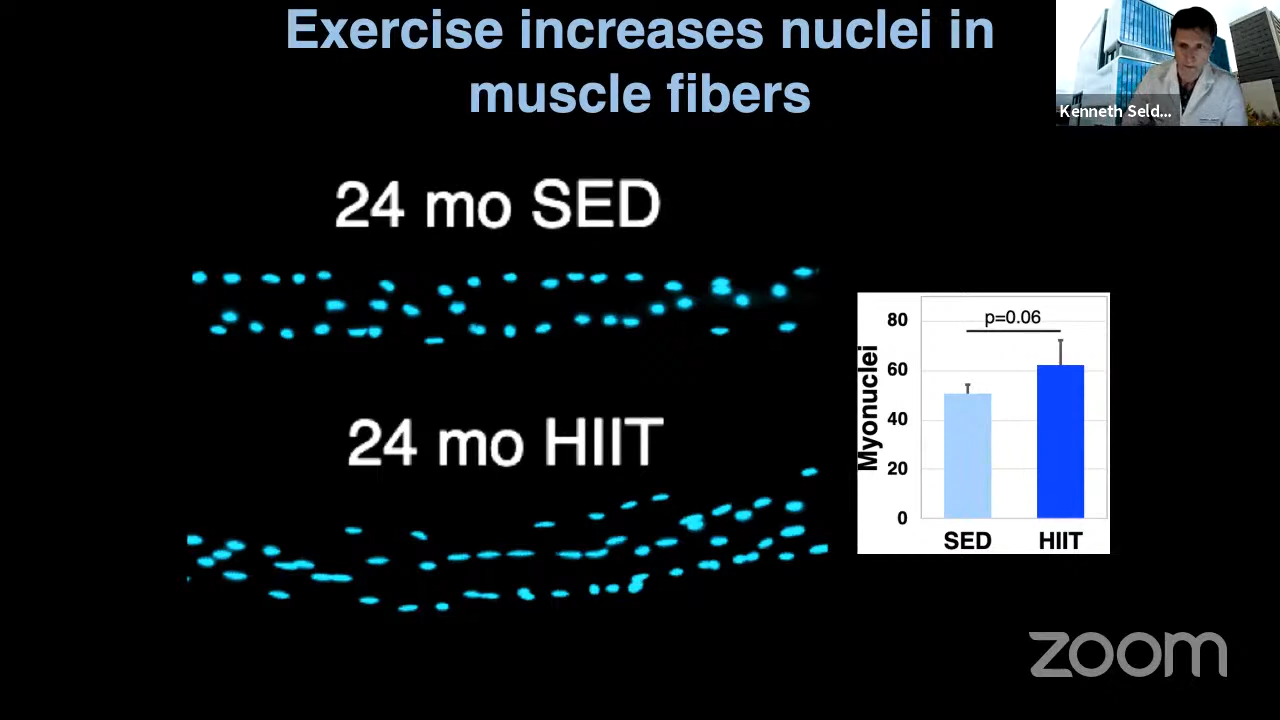 Exercise increases nuclei in
muscle fibers
Kenneth Seld...
24 mo SED
24 mo HIIT
Myonuclei
80
60
40
20
0
p=0.06
SED
HIIT
zoom